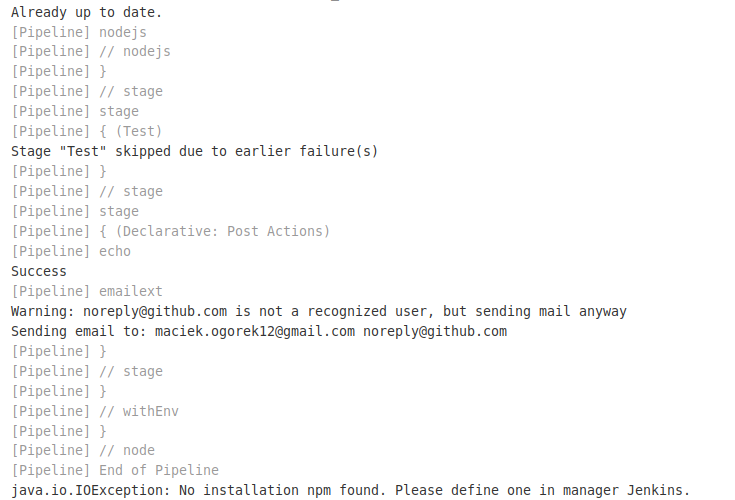 Already up to date.
[Pipeline] nodejs
[Pipeline] // nodejs
[Pipeline] }
[Pipeline] // stage
[Pipeline] stage
[Pipeline] { (Test)
Stage "Test" skipped due to earlier failure(s)
[Pipeline] }
[Pipeline] // stage
[Pipeline] stage
[Pipeline] { (Declarative: Post Actions)
[Pipeline] echo
Success
[Pipeline] emailext
Warning: noreply@github.com is not a recognized user, but sending mail anyway
Sending email to: maciek.ogorek12@gmail.com noreply@github.com
[Pipeline] }
[Pipeline] // stage
[Pipeline] }
[Pipeline] // withEnv
[Pipeline] }
[Pipeline] // node
[Pipeline] End of Pipeline
java.io.IOException: No installation npm found. Please define one in manager Jenkins.